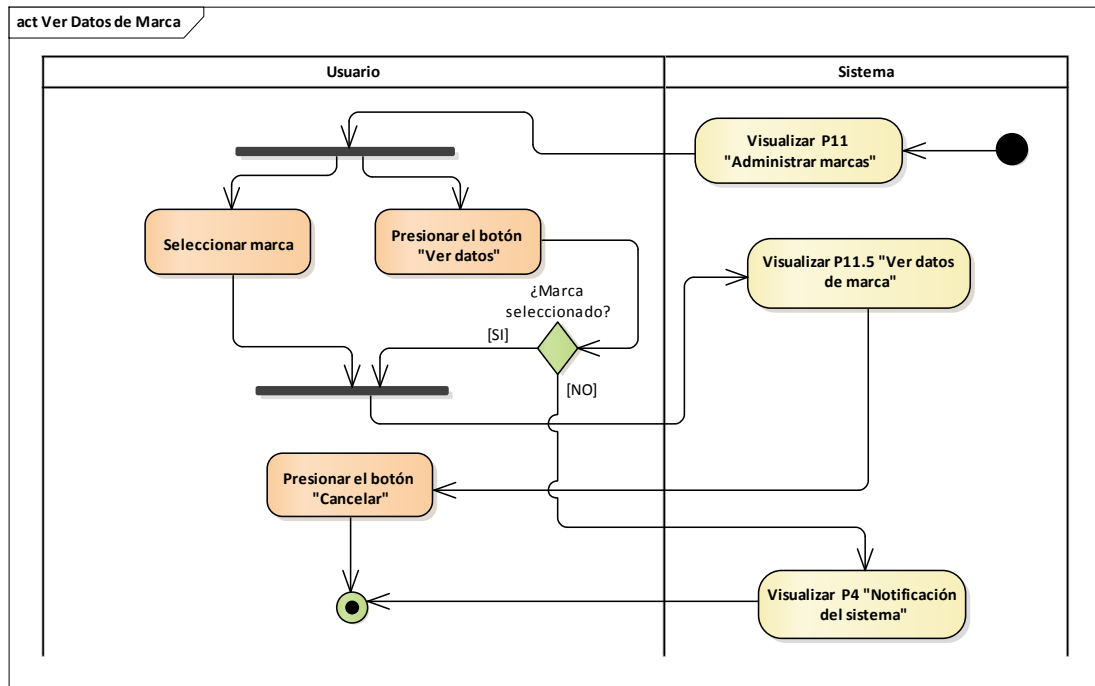 act Ver Datos de Marca
Usuario
Sistema
Visualizar P11
"Administrar marcas"
Seleccionar marca
Presionar el botón
"Ver datos"
Visualizar P11.5 "Ver datos
de marca"
¿Marca
seleccionado?
[SI]
[NO]
Presionar el botón
"Cancelar"
Visualizar P4 "Notificación
del sistema"